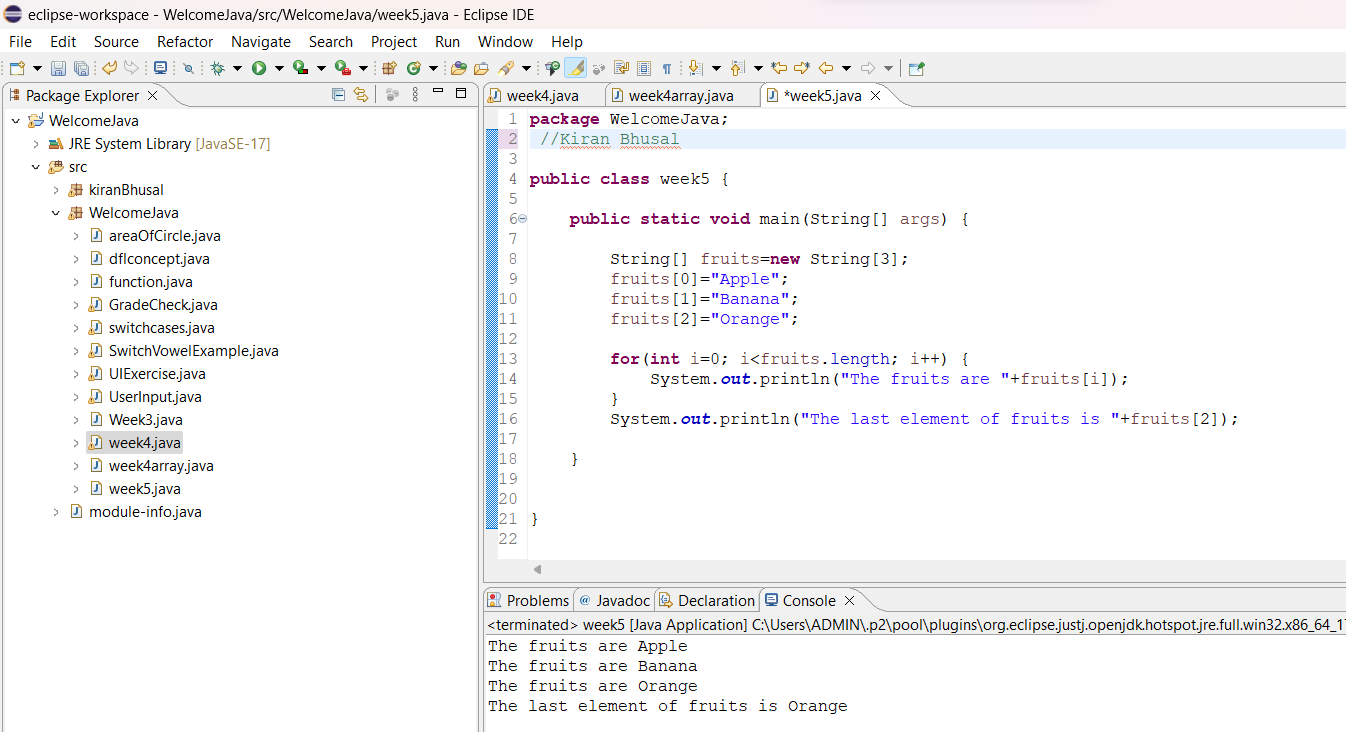 eclipse-workspace - WelcomeJava/src/WelcomeJava/week5.java - Eclipse IDE
File Edit Source Refactor Navigate Search Project Run Window Help
Package Explorer
WelcomeJava
JRE System Library [JavaSE-17]
src
kiranBhusal
WelcomeJava
areaOfCircle.java
dflconcept.java
function.java
GradeCheck.java
switchcases.java
SwitchVowelExample.java
UIExercise.java
UserInput.java
Week3.java
week4.java
week4array.java
week5.java
module-info.java
week4.java week4array.java *week5.java
1 package WelcomeJava;
2 //Kiran Bhusal
3
4 public class week5 {
5
6 public static void main(String[] args) {
7
8 String[] fruits=new String[3];
9 fruits[0]="Apple";
10 fruits[1]="Banana";
11 fruits[2]="Orange";
12
13 for(int i=0; i<fruits.length; i++) {
14 System.out.println("The fruits are "+fruits[i]);
15 }
16 System.out.println("The last element of fruits is "+fruits[2]);
17
18 }
19
20
21 }
22
Problems @ Javadoc Declaration Console
<terminated> week5 [Java Application] C:\Users\ADMIN\.p2\pool\plugins\org.eclipse.justj.openjdk.hotspot.jre.full.win32.x86_64_1
The fruits are Apple
The fruits are Banana
The fruits are Orange
The last element of fruits is Orange